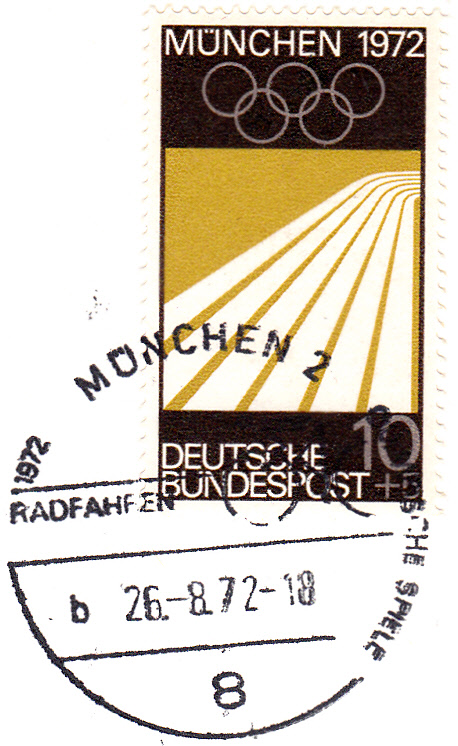 MÜNCHEN 1972
DEUTSCHE
BUNDESPOST
10
+5
MÜNCHEN 2
1972
RADFAHREN
SCHE SPIELE
b 26.-8.72-18
8